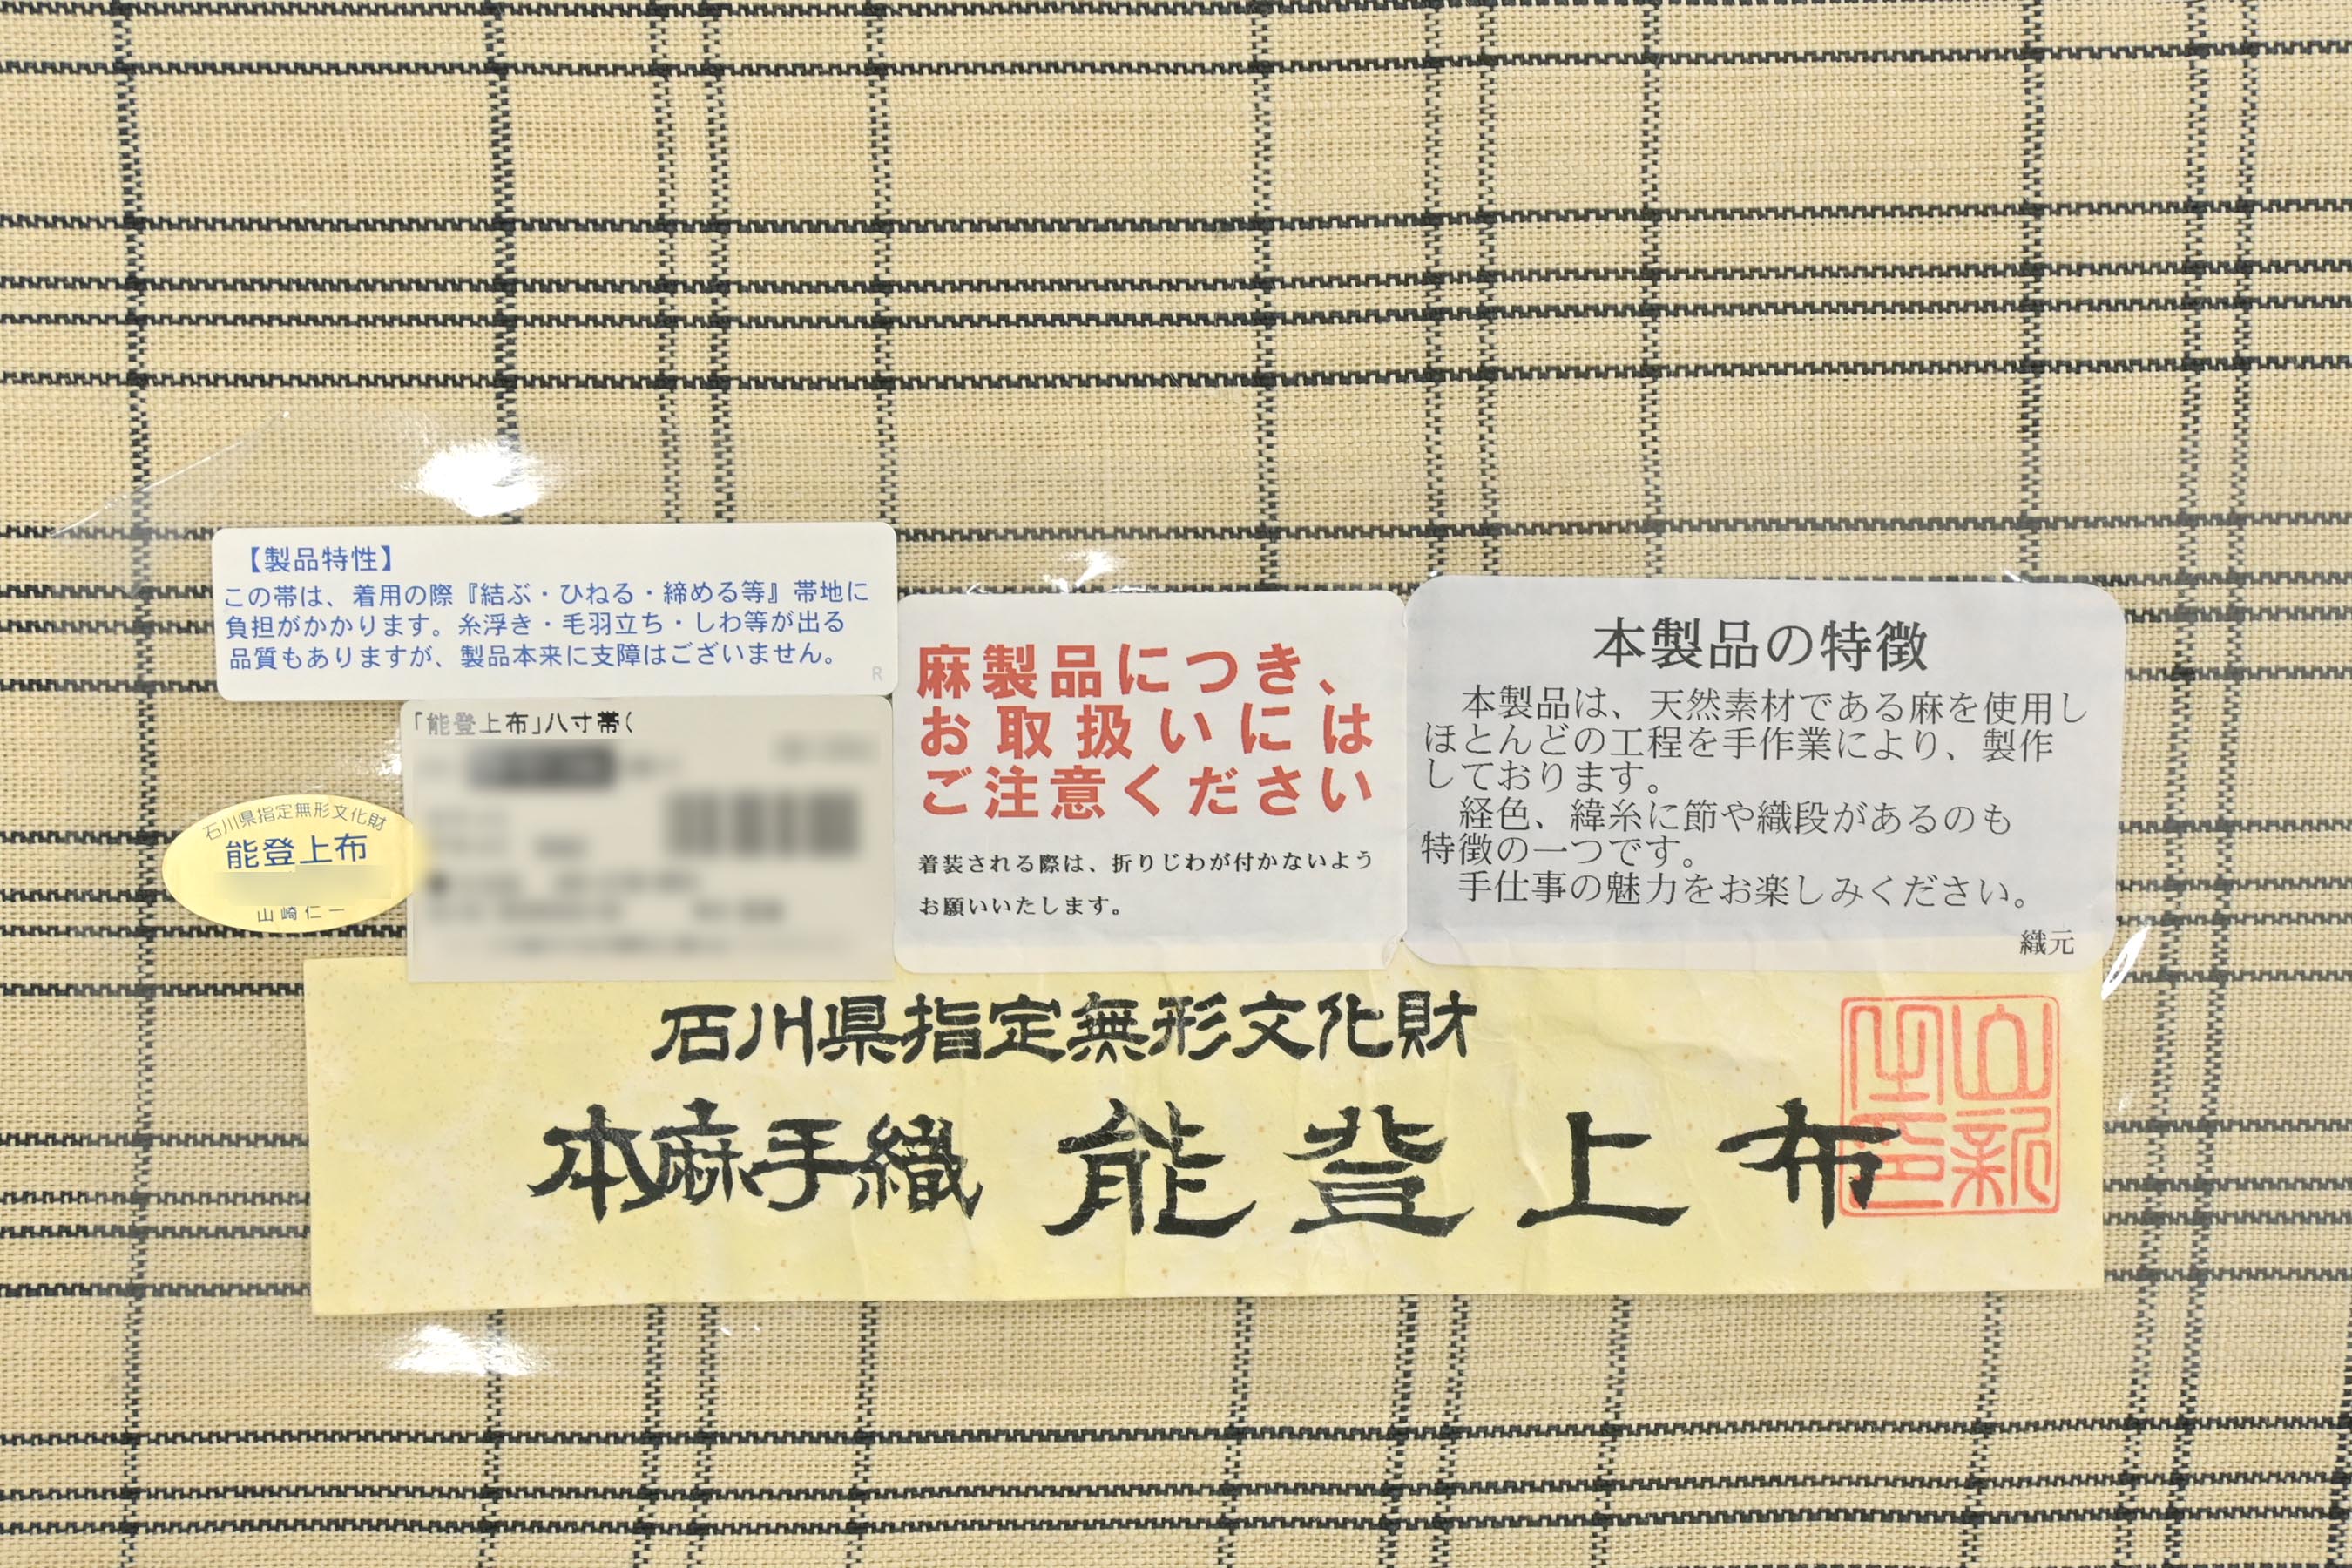 【製品特性】
この帯は、着用の際『結ぶ・ひねる・締める等』帯地に
負担がかかります。糸浮き・毛羽立ち・しわ等が出る
品質もありますが、製品本来に支障はございません。
R
「能登上布」八寸帯(
石川県指定無形文化財
能登上布
山崎仁一
麻製品につき、
お取扱いには
ご注意ください
着装される際は、折りじわが付かないよう
お願いいたします。
本製品の特徴
本製品は、天然素材である麻を使用し
ほとんどの工程を手作業により、製作
しております。
経色、緯糸に節や織段があるのも
特徴の一つです。
手仕事の魅力をお楽しみください。
織元
石川県指定無形文化財
本麻手織 能登上布